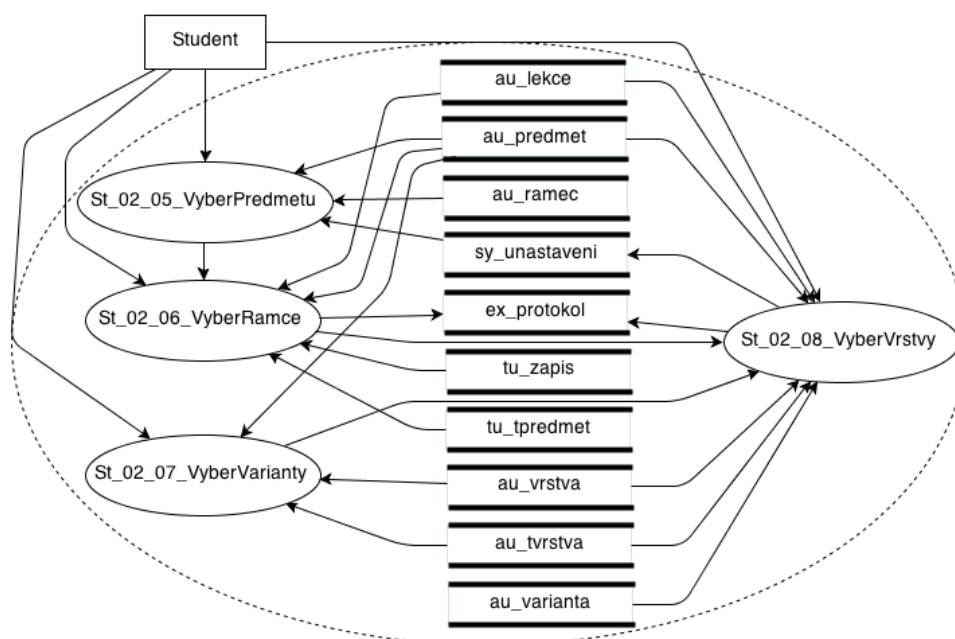 Student
au_lekce
au_predmet
St_02_05_VyberPredmetu
au_ramec
sy_unastaveni
St_02_06_VyberRamce
ex_protokol
St_02_08_VyberVrstvy
tu_zapis
tu_tpredmet
St_02_07_VyberVarianty
au_vrstva
au_tvrstva
au_varianta